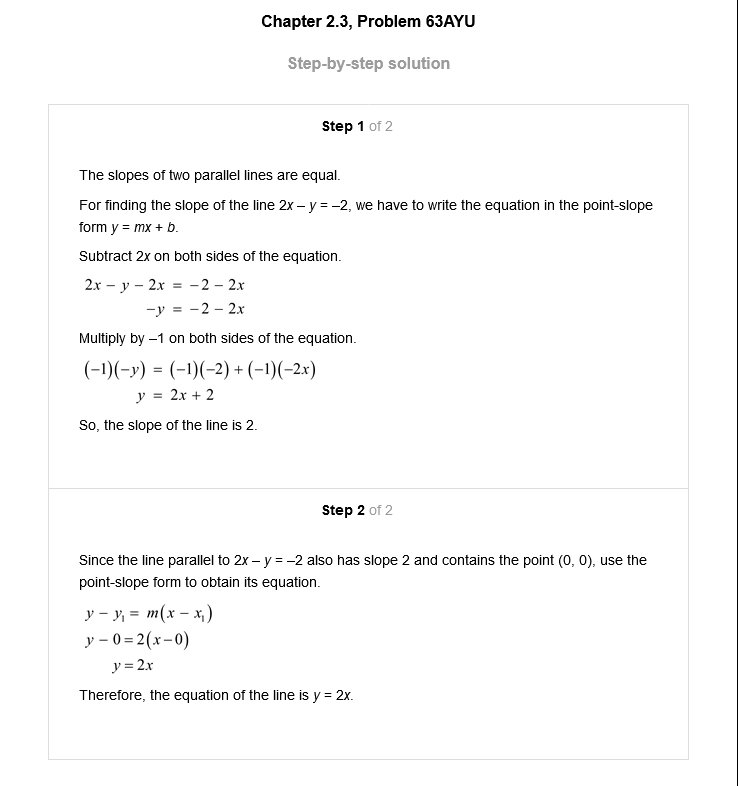 Chapter 2.3, Problem 63AYU
Step-by-step solution
Step 1 of 2
The slopes of two parallel lines are equal.
For finding the slope of the line 2x – y = –2, we have to write the equation in the point-slope
form y = mx + b.
Subtract 2x on both sides of the equation.
2x − y − 2x = −2 − 2x
−y = −2 − 2x
Multiply by –1 on both sides of the equation.
(−1)(−y) = (−1)(−2) + (−1)(−2x)
y = 2x + 2
So, the slope of the line is 2.
Step 2 of 2
Since the line parallel to 2x – y = –2 also has slope 2 and contains the point (0, 0), use the
point-slope form to obtain its equation.
y − y₁ = m(x − x₁)
y − 0 = 2(x − 0)
y = 2x
Therefore, the equation of the line is y = 2x.